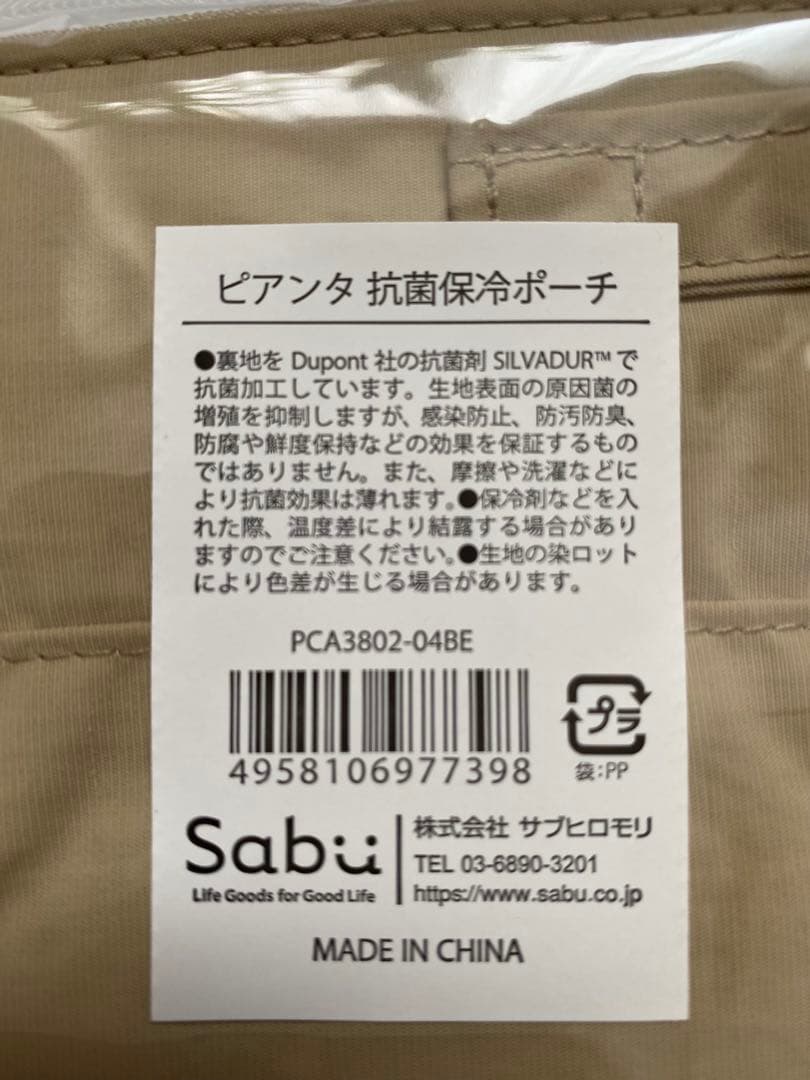 ピアンタ 抗菌保冷ポーチ
●裏地を Dupont 社の抗菌剤 SILVADUR™ で
抗菌加工しています。生地表面の原因菌の
増殖を抑制しますが、感染防止、防汚防臭、
防腐や鮮度保持などの効果を保証するもの
ではありません。また、摩擦や洗濯などに
より抗菌効果は薄れます。●保冷剤などを入
れた際、温度差により結露する場合があり
ますのでご注意ください。●生地の染ロット
により色差が生じる場合があります。
PCA3802-04BE
4958106977398
プラ
袋:PP
Sabu
Life Goods for Good Life
株式会社 サブヒロモリ
TEL 03-6890-3201
https://www.sabu.co.jp
MADE IN CHINA